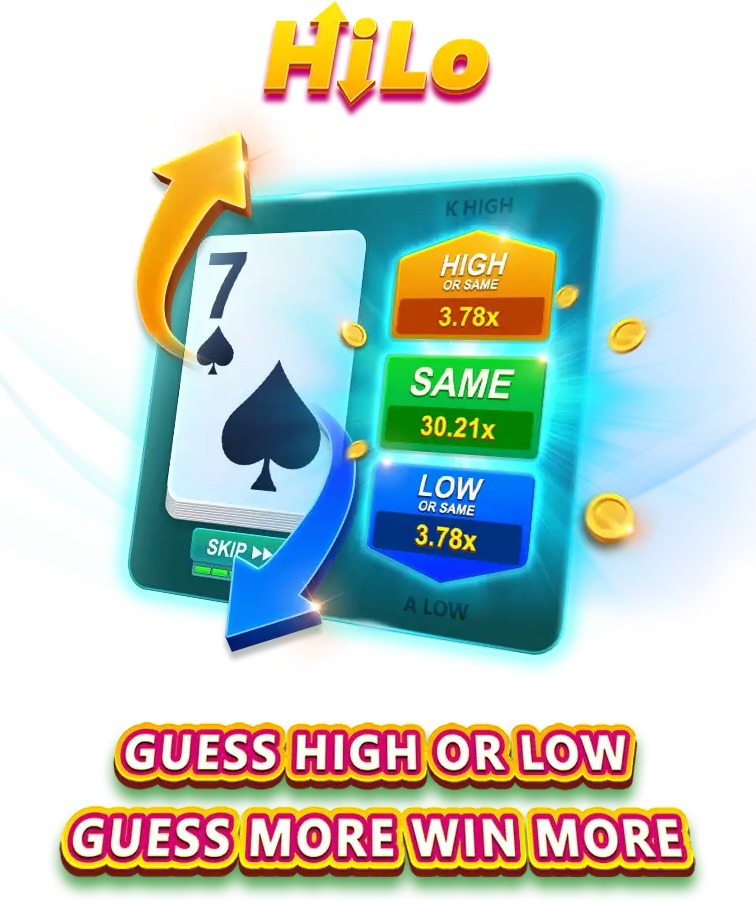 HiLo
K HIGH
7
HIGH
OR SAME
3.78x
SAME
30.21x
LOW
OR SAME
3.78x
SKIP
A LOW
GUESS HIGH OR LOW
GUESS MORE WIN MORE